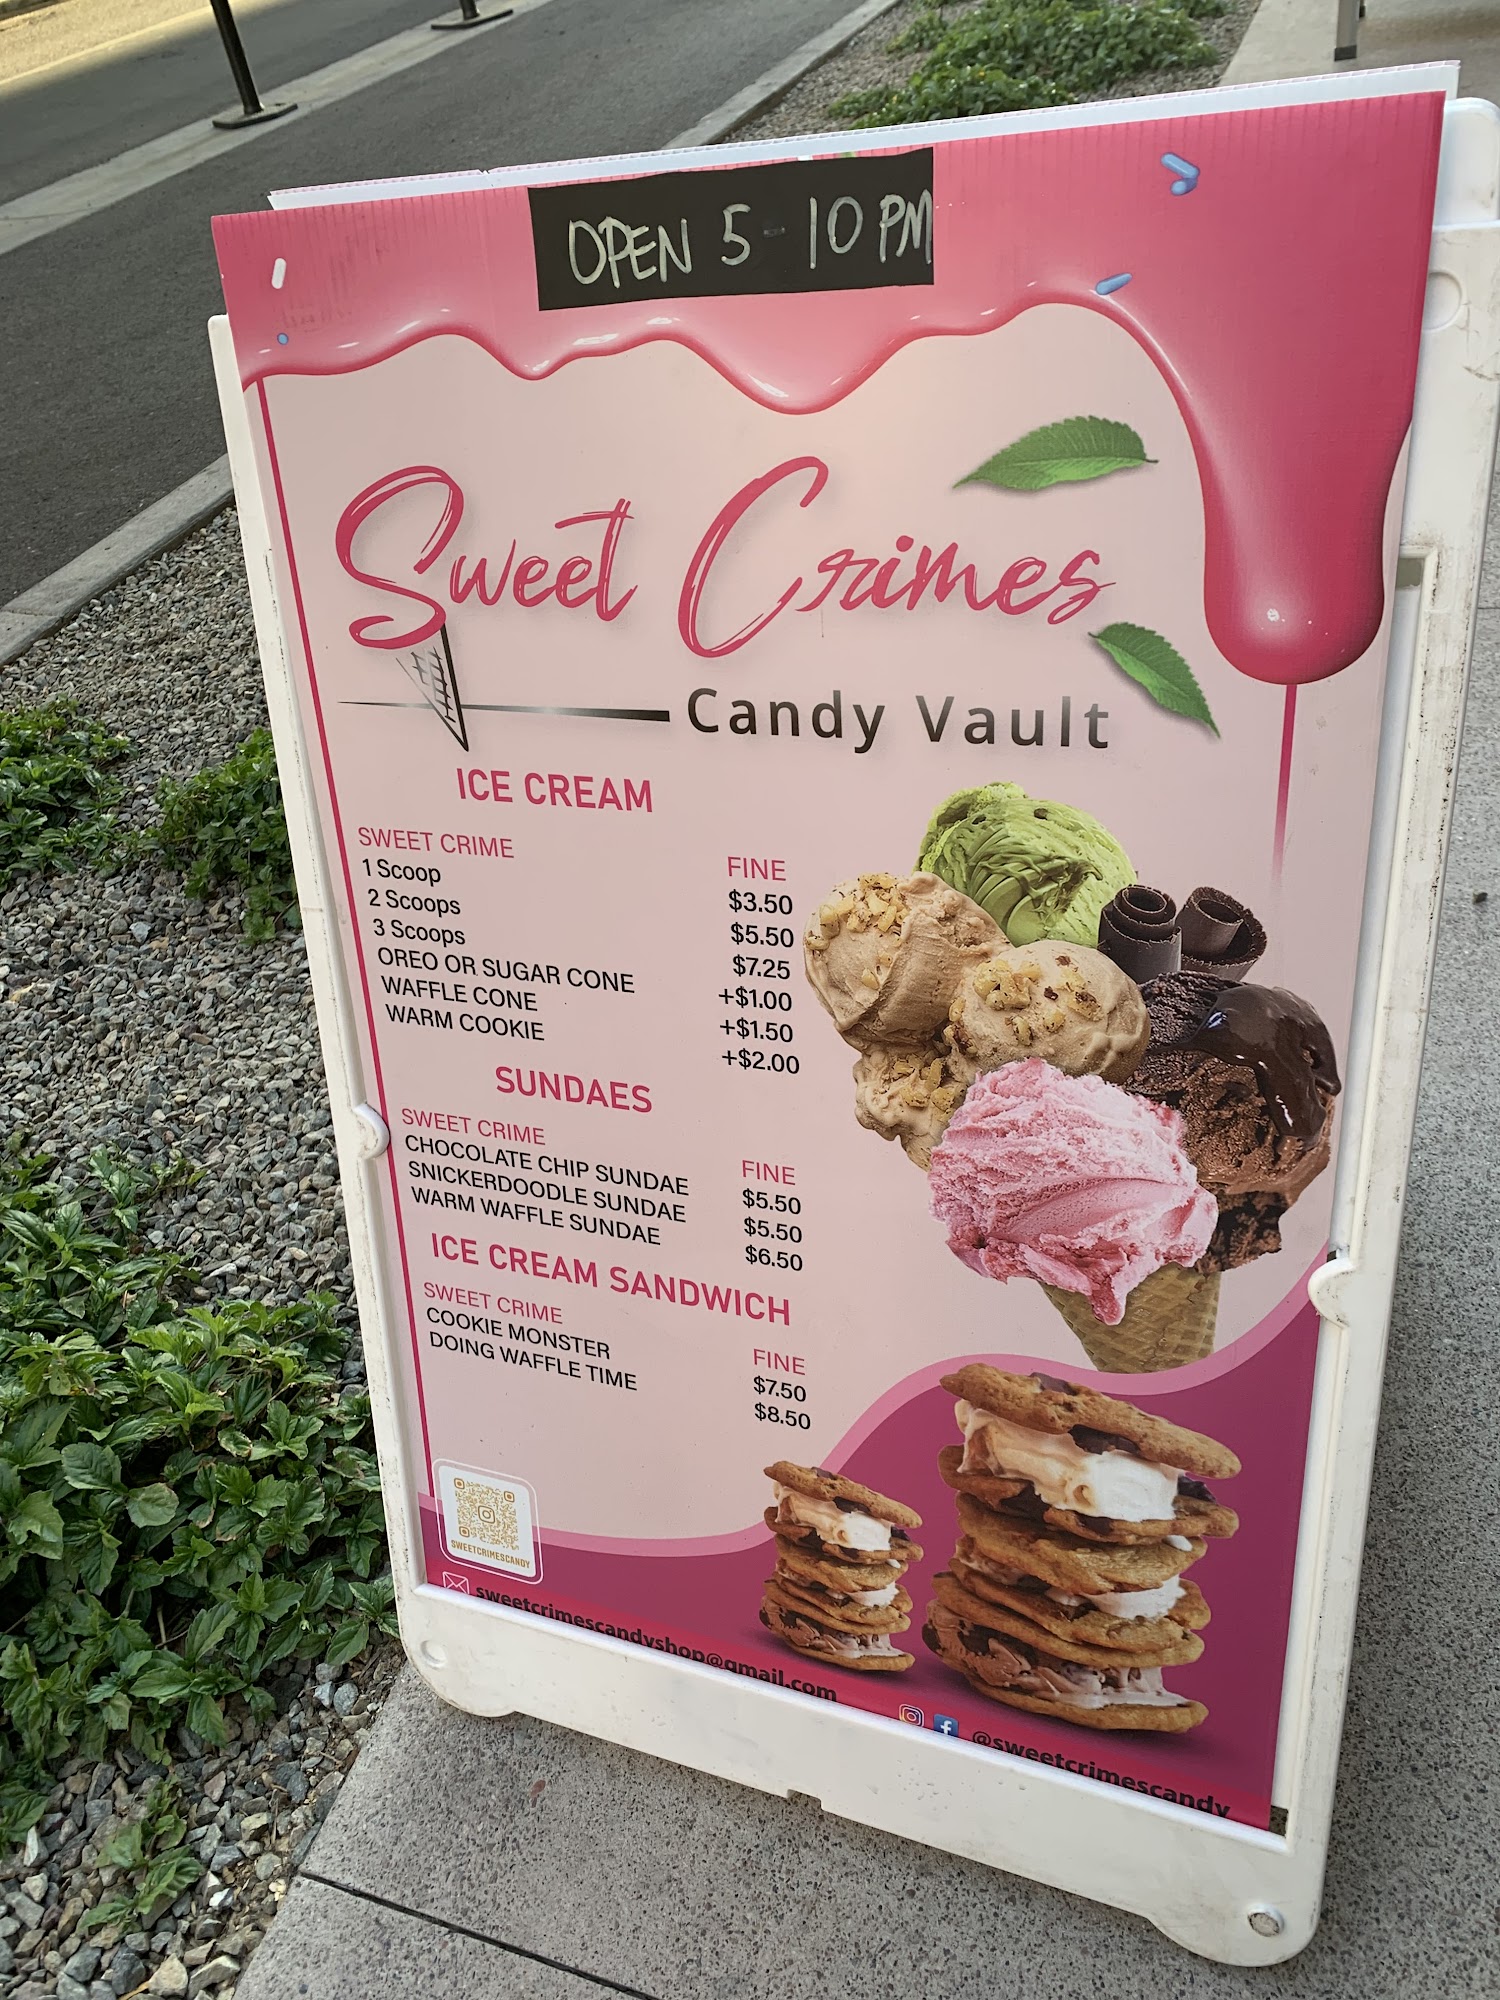 OPEN 5-10 PM
Sweet Crimes
Candy Vault
ICE CREAM
SWEET CRIME FINE
1 Scoop $3.50
2 Scoops $5.50
3 Scoops $7.25
OREO OR SUGAR CONE +$1.00
WAFFLE CONE +$1.50
WARM COOKIE +$2.00
SUNDAES
SWEET CRIME FINE
CHOCOLATE CHIP SUNDAE $5.50
SNICKERDOODLE SUNDAE $5.50
WARM WAFFLE SUNDAE $6.50
ICE CREAM SANDWICH
SWEET CRIME FINE
COOKIE MONSTER $7.50
DOING WAFFLE TIME $8.50
SWEETCRIMESCANDY
sweetcrimescandyshop@gmail.com
@sweetcrimescandy